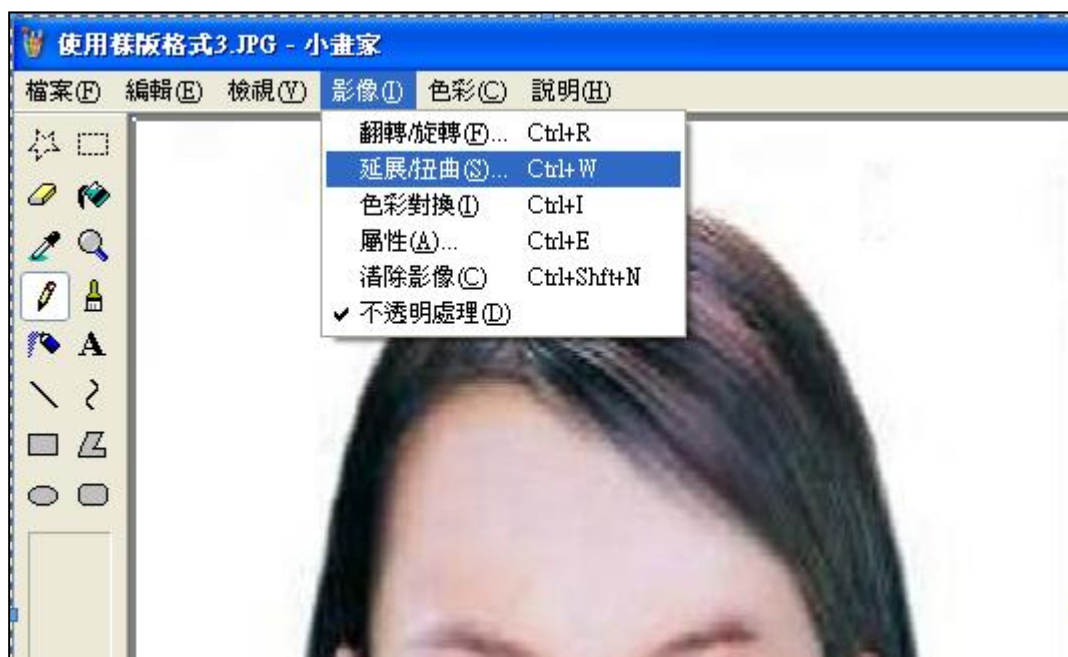 使用樣版格式3.JPG - 小畫家
檔案(F) 編輯(E) 檢視(V) 影像(I) 色彩(C) 說明(H)
翻轉/旋轉(F)... Ctrl+R
延展/扭曲(S)... Ctrl+W
色彩對換(I) Ctrl+I
屬性(A)... Ctrl+E
清除影像(C) Ctrl+Shft+N
✓ 不透明處理(D)
A